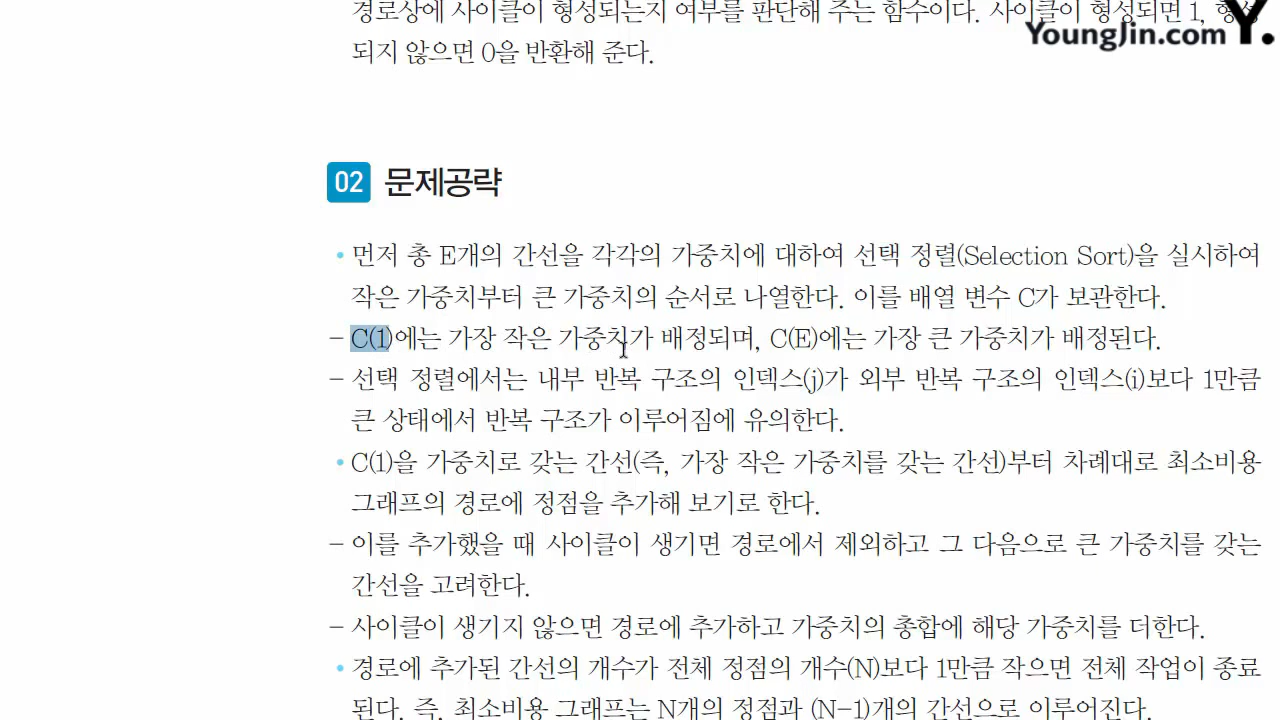 경로상에 사이클이 형성되는지 여부를 판단해 주는 함수이다. 사이클이 형성되면 1, 형성
되지 않으면 0을 반환해 준다.
YoungJin.com Y.
02 문제공략
• 먼저 총 E개의 간선을 각각의 가중치에 대하여 선택 정렬(Selection Sort)을 실시하여
작은 가중치부터 큰 가중치의 순서로 나열한다. 이를 배열 변수 C가 보관한다.
– C(1)에는 가장 작은 가중치가 배정되며, C(E)에는 가장 큰 가중치가 배정된다.
– 선택 정렬에서는 내부 반복 구조의 인덱스(j)가 외부 반복 구조의 인덱스(i)보다 1만큼
큰 상태에서 반복 구조가 이루어짐에 유의한다.
• C(1)을 가중치로 갖는 간선(즉, 가장 작은 가중치를 갖는 간선)부터 차례대로 최소비용
그래프의 경로에 정점을 추가해 보기로 한다.
– 이를 추가했을 때 사이클이 생기면 경로에서 제외하고 그 다음으로 큰 가중치를 갖는
간선을 고려한다.
– 사이클이 생기지 않으면 경로에 추가하고 가중치의 총합에 해당 가중치를 더한다.
• 경로에 추가된 간선의 개수가 전체 정점의 개수(N)보다 1만큼 작으면 전체 작업이 종료
된다. 즉, 최소비용 그래프는 N개의 정점과 (N-1)개의 간선으로 이루어진다.